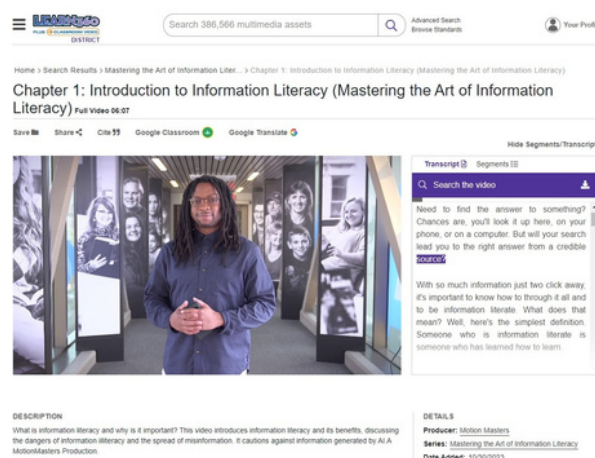 LEARN360
PLUS CLASSROOM VIDEO
DISTRICT
Search 386,566 multimedia assets
Advanced Search
Browse Standards
Your Profi
Home > Search Results > Mastering the Art of Information Liter... > Chapter 1: Introduction to Information Literacy (Mastering the Art of Information Literacy)
Chapter 1: Introduction to Information Literacy (Mastering the Art of Information
Literacy) Full Video 06:07
Save Share Cite Google Classroom Google Translate
Hide Segments/Transcript
Transcript Segments
Search the video
Need to find the answer to something?
Chances are, you'll look it up here, on your
phone, or on a computer. But will your search
lead you to the right answer from a credible
source?
With so much information just two click away,
it's important to know how to through it all and
to be information literate. What does that
mean? Well, here's the simplest definition.
Someone who is information literate is
someone who has learned how to learn.
DESCRIPTION
What is information literacy and why is it important? This video introduces information literacy and its benefits, discussing
the dangers of information illiteracy and the spread of misinformation. It cautions against information generated by AI.A
MotionMasters Production.
DETAILS
Producer: Motion Masters
Series: Mastering the Art of Information Literacy
Date Added: 10/30/2023